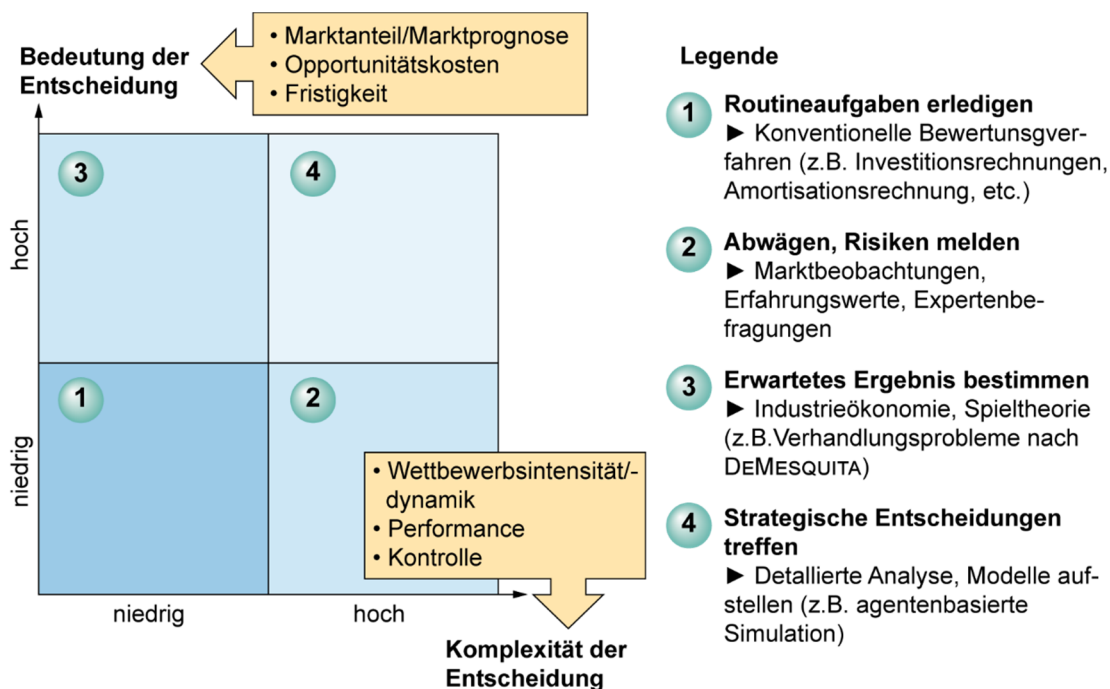 Bedeutung der
Entscheidung
• Marktanteil/Marktprognose
• Opportunitätskosten
• Fristigkeit
hoch
niedrig
3
4
1
2
• Wettbewerbsintensität/-
dynamik
• Performance
• Kontrolle
niedrig
hoch
Komplexität der
Entscheidung
Legende
1
Routineaufgaben erledigen
► Konventionelle Bewertunsgver-
fahren (z.B. Investitionsrechnungen,
Amortisationsrechnung, etc.)
2
Abwägen, Risiken melden
► Marktbeobachtungen,
Erfahrungswerte, Expertenbe-
fragungen
3
Erwartetes Ergebnis bestimmen
► Industrieökonomie, Spieltheorie
(z.B.Verhandlungsprobleme nach
DEMESQUITA)
4
Strategische Entscheidungen
treffen
► Detallierte Analyse, Modelle auf-
stellen (z.B. agentenbasierte
Simulation)